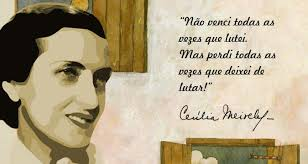 "Não venci todas as
vezes que lutei.
Mas perdi todas as
vezes que deixei de
lutar!"
Cecília Meireles